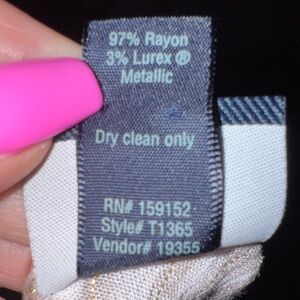 97% Rayon
3% Lurex ®
Metallic
Dry clean only
RN# 159152
Style# T1365
Vendor# 19355